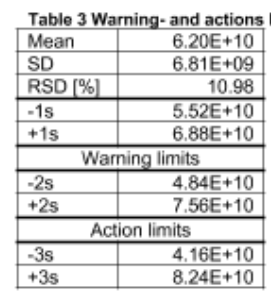 Table 3 Warning- and actions
Mean 6.20E+10
SD 6.81E+09
RSD [%] 10.98
-1s 5.52E+10
+1s 6.88E+10
Warning limits
-2s 4.84E+10
+2s 7.56E+10
Action limits
-3s 4.16E+10
+3s 8.24E+10